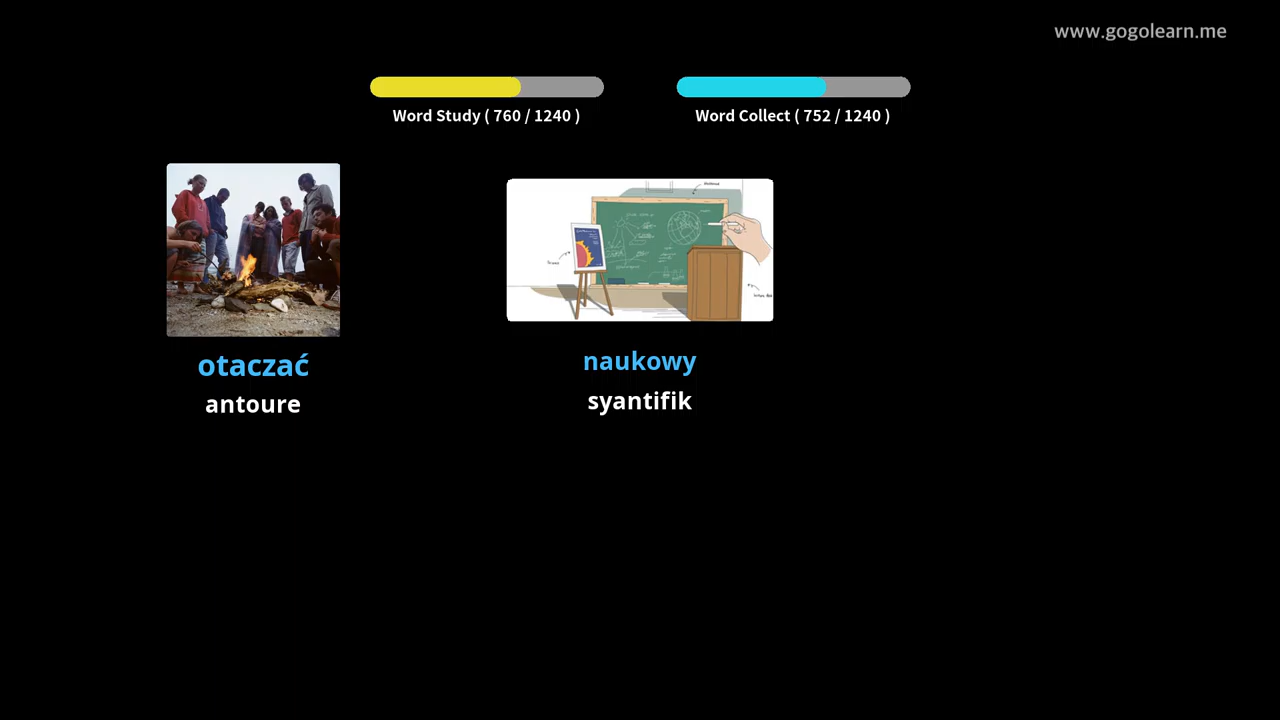 www.gogolearn.me
Word Study ( 760 / 1240 )
Word Collect ( 752 / 1240 )
otaczać
antoure
naukowy
syantifik